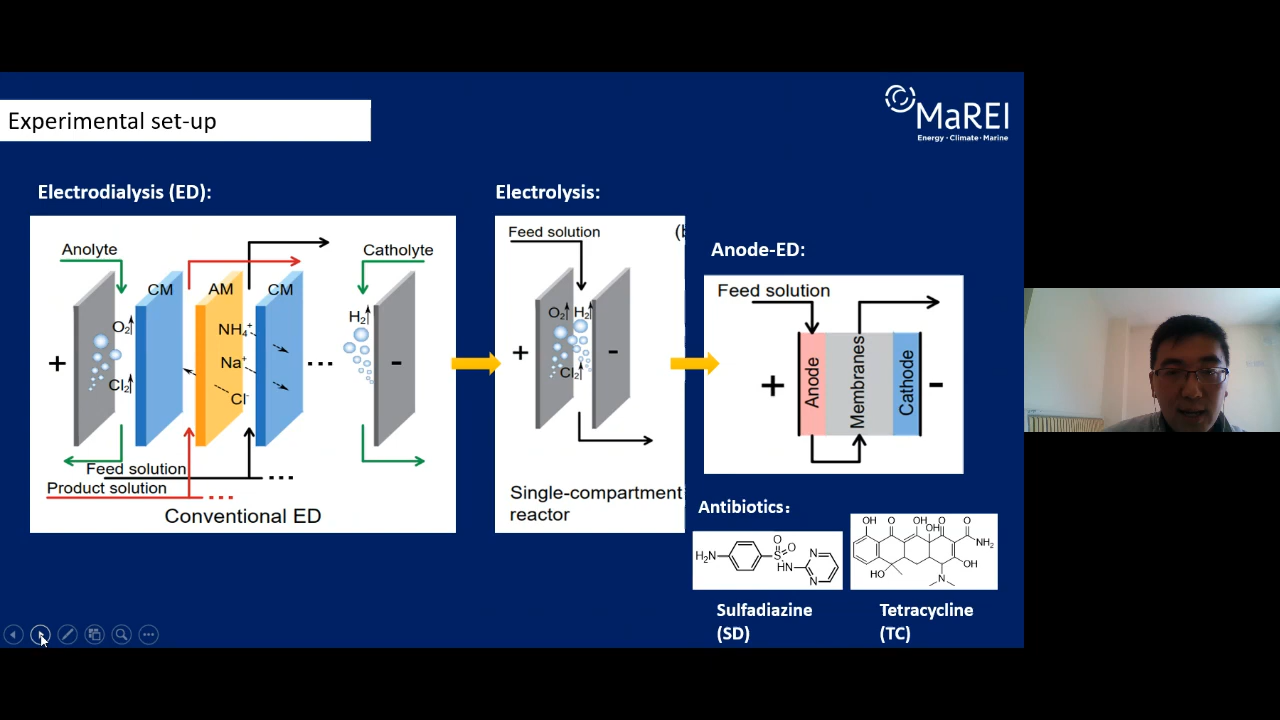 Experimental set-up
MaREI
Energy · Climate · Marine
Electrodialysis (ED):
Anolyte
Catholyte
CM
AM
CM
O2
Cl2
NH4+
Na+
Cl-
H2
+
...
-
Feed solution
...
Product solution
...
Conventional ED
Electrolysis:
Feed solution
(b
O2
H2
Cl2
+
-
Single-compartment
reactor
Anode-ED:
Feed solution
+
Anode
Membranes
Cathode
-
Antibiotics：
H2N
S
O
O
HN
N
N
Sulfadiazine
(SD)
OH
O
OH
OH
O
O
NH2
OH
HO
N
Tetracycline
(TC)